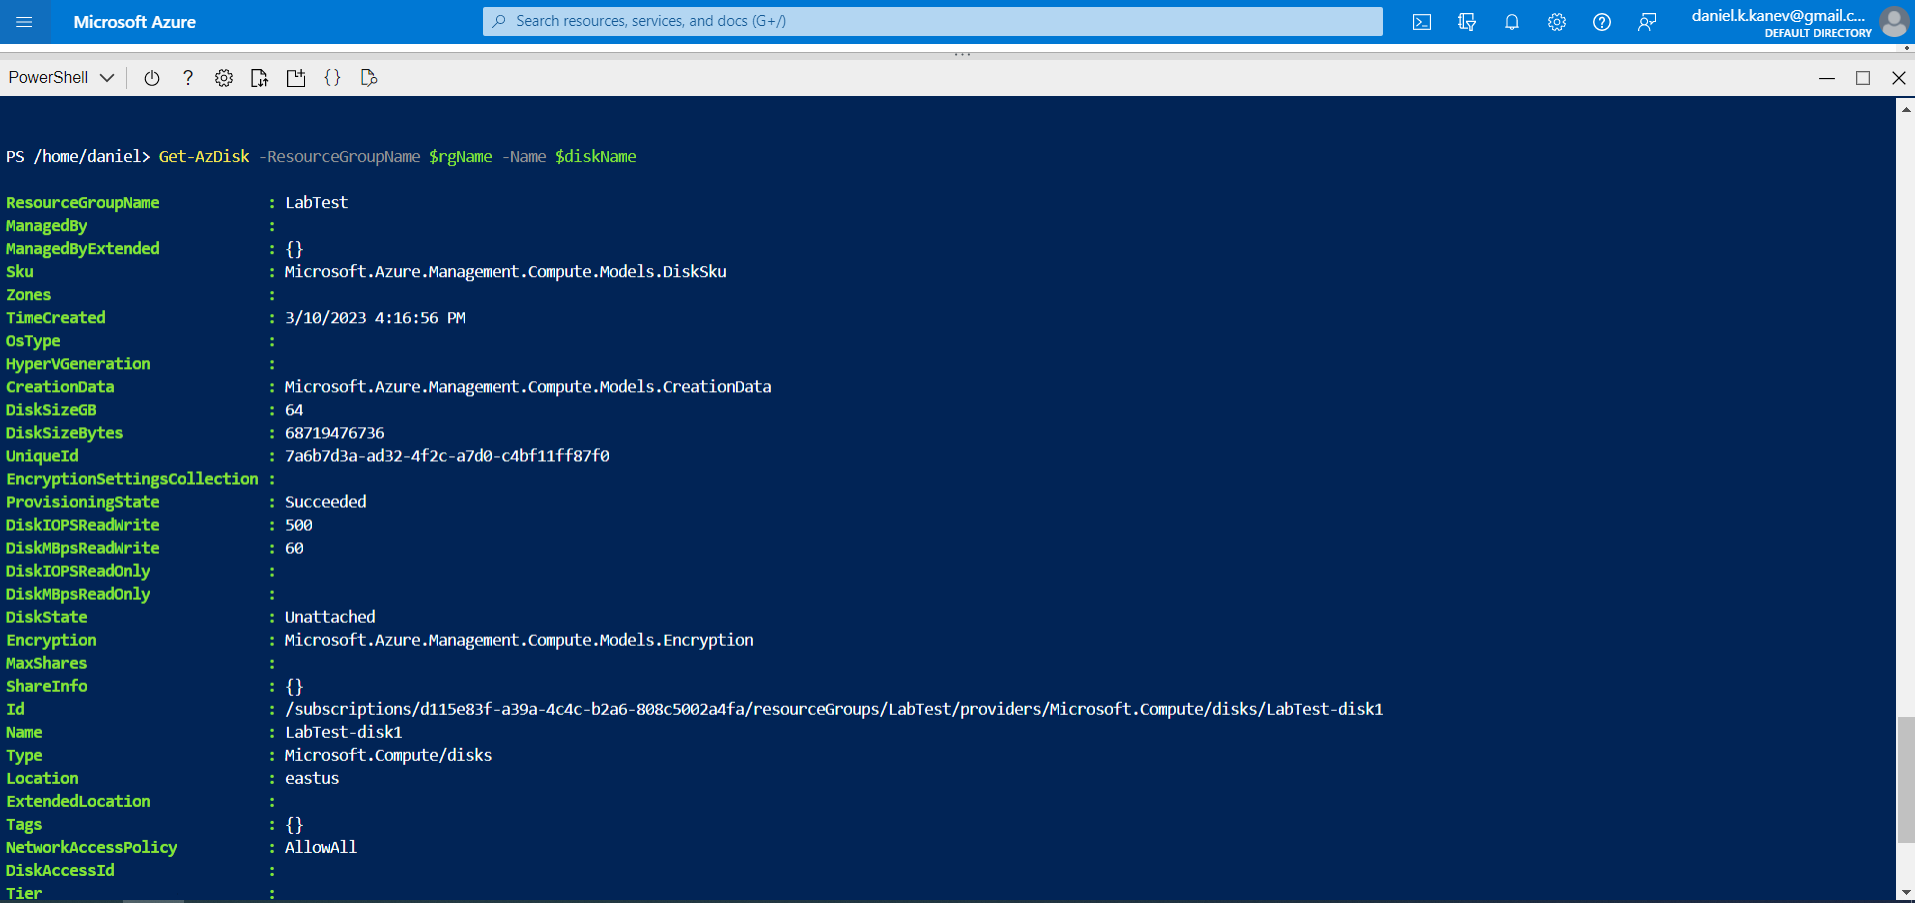 Microsoft Azure
Search resources, services, and docs (G+/)
daniel.k.kanev@gmail.c...
DEFAULT DIRECTORY
PowerShell
PS /home/daniel> Get-AzDisk -ResourceGroupName $rgName -Name $diskName
ResourceGroupName : LabTest
ManagedBy :
ManagedByExtended : {}
Sku : Microsoft.Azure.Management.Compute.Models.DiskSku
Zones :
TimeCreated : 3/10/2023 4:16:56 PM
OsType :
HyperVGeneration :
CreationData : Microsoft.Azure.Management.Compute.Models.CreationData
DiskSizeGB : 64
DiskSizeBytes : 68719476736
UniqueId : 7a6b7d3a-ad32-4f2c-a7d0-c4bf11ff87f0
EncryptionSettingsCollection :
ProvisioningState : Succeeded
DiskIOPSReadWrite : 500
DiskMBpsReadWrite : 60
DiskIOPSReadOnly :
DiskMBpsReadOnly :
DiskState : Unattached
Encryption : Microsoft.Azure.Management.Compute.Models.Encryption
MaxShares :
ShareInfo : {}
Id : /subscriptions/d115e83f-a39a-4c4c-b2a6-808c5002a4fa/resourceGroups/LabTest/providers/Microsoft.Compute/disks/LabTest-disk1
Name : LabTest-disk1
Type : Microsoft.Compute/disks
Location : eastus
ExtendedLocation :
Tags : {}
NetworkAccessPolicy : AllowAll
DiskAccessId :
Tier :